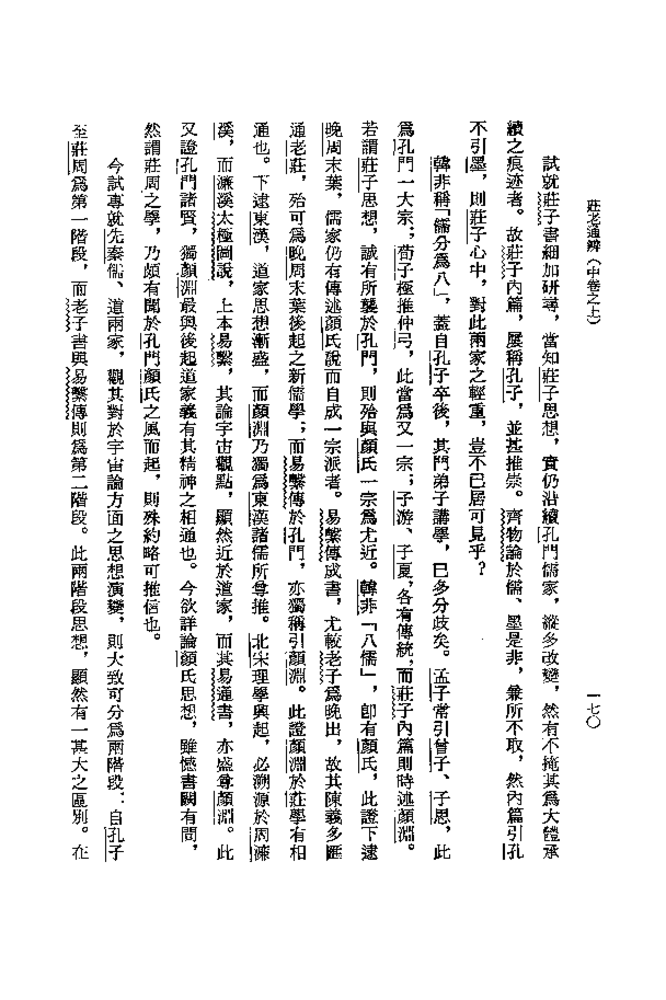 莊老通辨（中卷之上）
一七〇
試就莊子書細加研尋，當知莊子思想，實仍沿續孔門儒家，縱多改變，然有不掩其爲大體承
續之痕迹者。故莊子內篇，屢稱孔子，並甚推崇。齊物論於儒、墨是非，兼所不取，然內篇引孔
不引墨，則莊子心中，對此兩家之輕重，豈不已居可見乎？
韓非稱「儒分爲八」，蓋自孔子卒後，其門弟子講學，已多分歧矣。孟子常引曾子、子思，此
爲孔門一大宗；荀子極推仲弓，此當爲又一宗；子游、子夏，各有傳統，而莊子內篇則時述顏淵。
若謂莊子思想，誠有所襲於孔門，則殆與顏氏一宗爲尤近。韓非「八儒」，卽有顏氏，此證下逮
晚周末葉，儒家仍有傳述顏氏說而自成一宗派者。易繫傳成書，尤較老子爲晚出，故其陳義多匯
通老莊，殆可爲晚周末葉後起之新儒學；而易繫傳於孔門，亦獨稱引顏淵。此證顏淵於莊學有相
通也。下逮東漢，道家思想漸盛，而顏淵乃獨爲東漢諸儒所尊推。北宋理學興起，必溯源於周濂
溪，而濂溪太極圖說，上本易繫，其論宇宙觀點，顯然近於道家，而其易通書，亦盛尊顏淵。此
又證孔門諸賢，獨顏淵最與後起道家義有其精神之相通也。今欲詳論顏氏思想，雖憾書闕有間，
然謂莊周之學，乃頗有聞於孔門顏氏之風而起，則殊約略可推信也。
今試專就先秦儒、道兩家，觀其對於宇宙論方面之思想演變，則大致可分爲兩階段：自孔子
至莊周爲第一階段，而老子書與易繫傳則爲第二階段。此兩階段思想，顯然有一甚大之區別。在